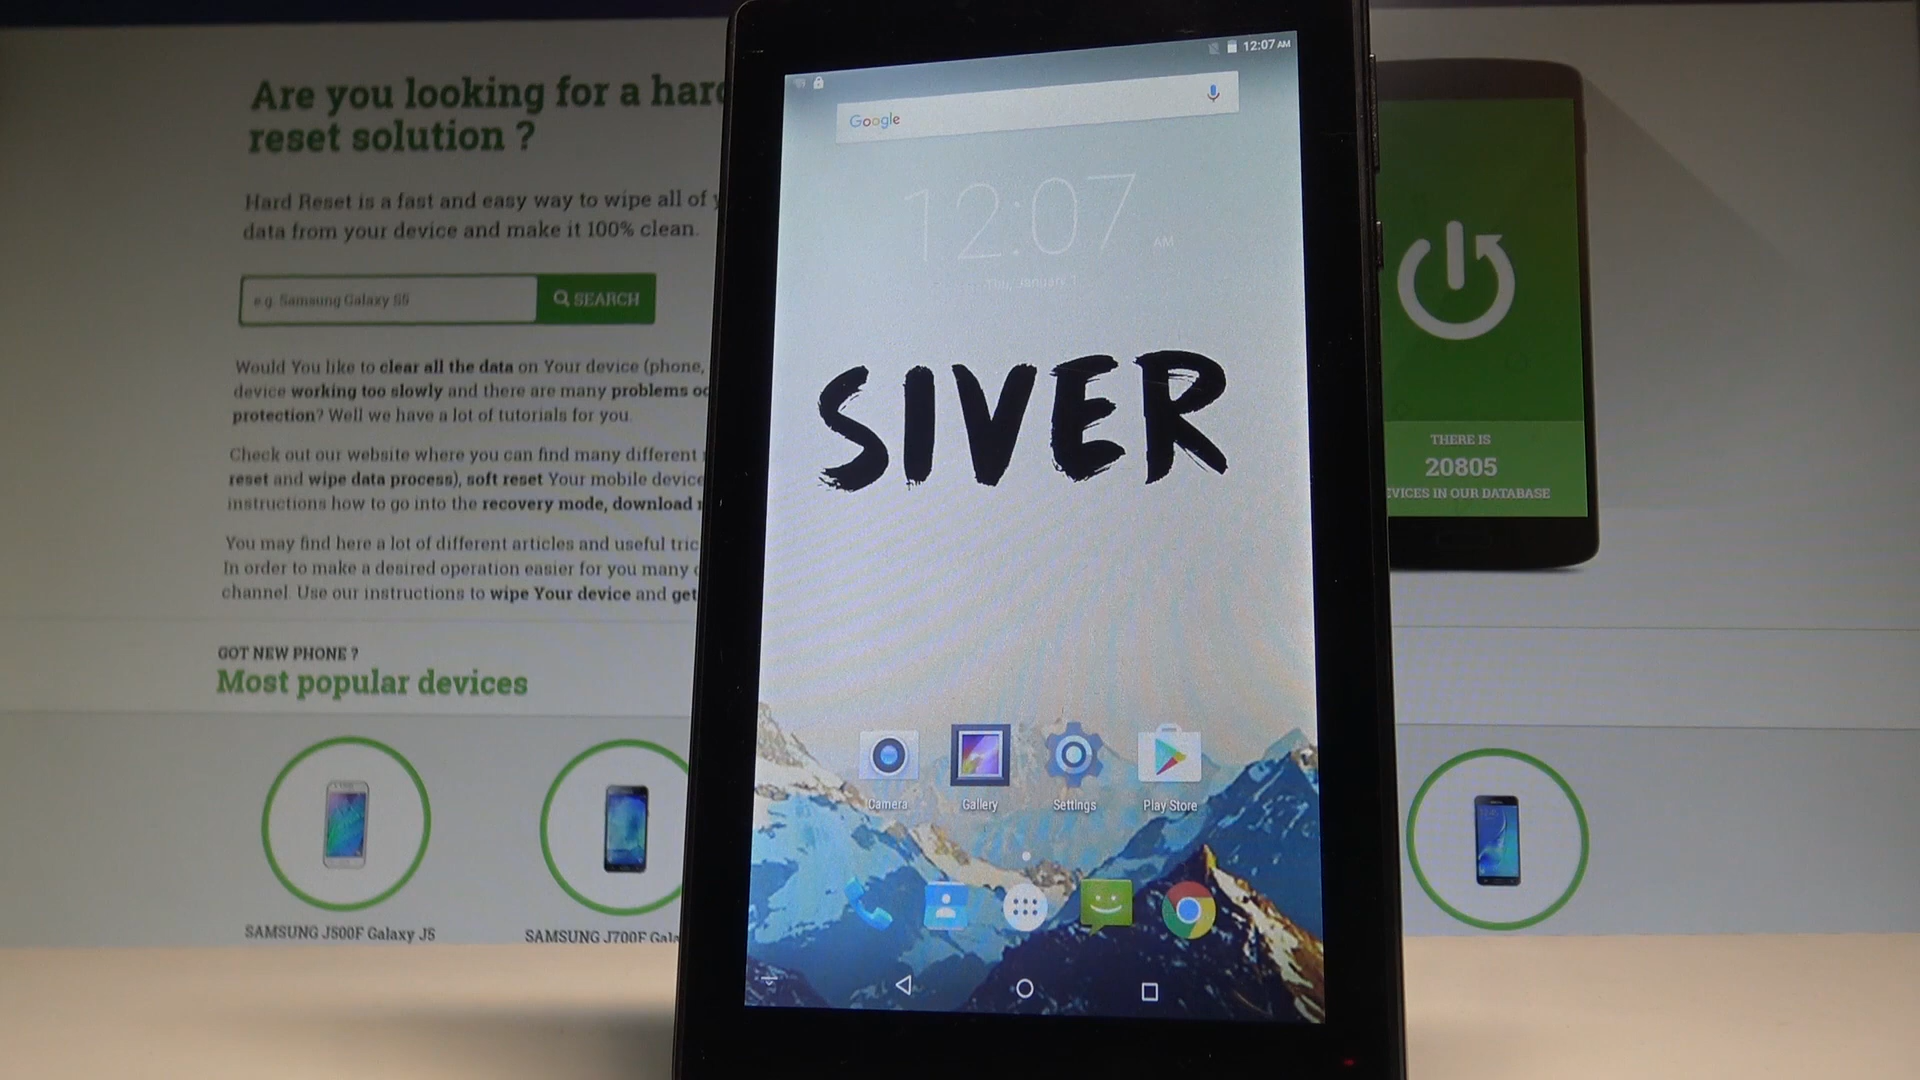 Are you looking for a hard
reset solution ?
Hard Reset is a fast and easy way to wipe all of
data from your device and make it 100% clean.
e.g. Samsung Galaxy S5
SEARCH
Would You like to clear all the data on Your device (phone,
device working too slowly and there are many problems
protection? Well we have a lot of tutorials for you.
Check out our website where you can find many different
reset and wipe data process), soft reset Your mobile device
instructions how to go into the recovery mode, download
You may find here a lot of different articles and useful
In order to make a desired operation easier for you many
channel. Use our instructions to wipe Your device and get
GOT NEW PHONE ?
Most popular devices
SAMSUNG J500F Galaxy J5
SAMSUNG J700F
12:07 AM
Google
12:07
AM
Thu, January 1
SIVER
Camera
Gallery
Settings
Play Store
THERE IS
20805
EVICES IN OUR DATABASE